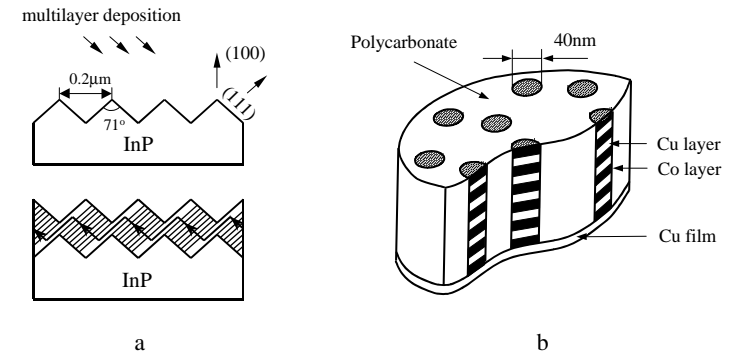 multilayer deposition
(100)
0.2μm
(111)
71°
InP
InP
a
Polycarbonate
40nm
Cu layer
Co layer
Cu film
b